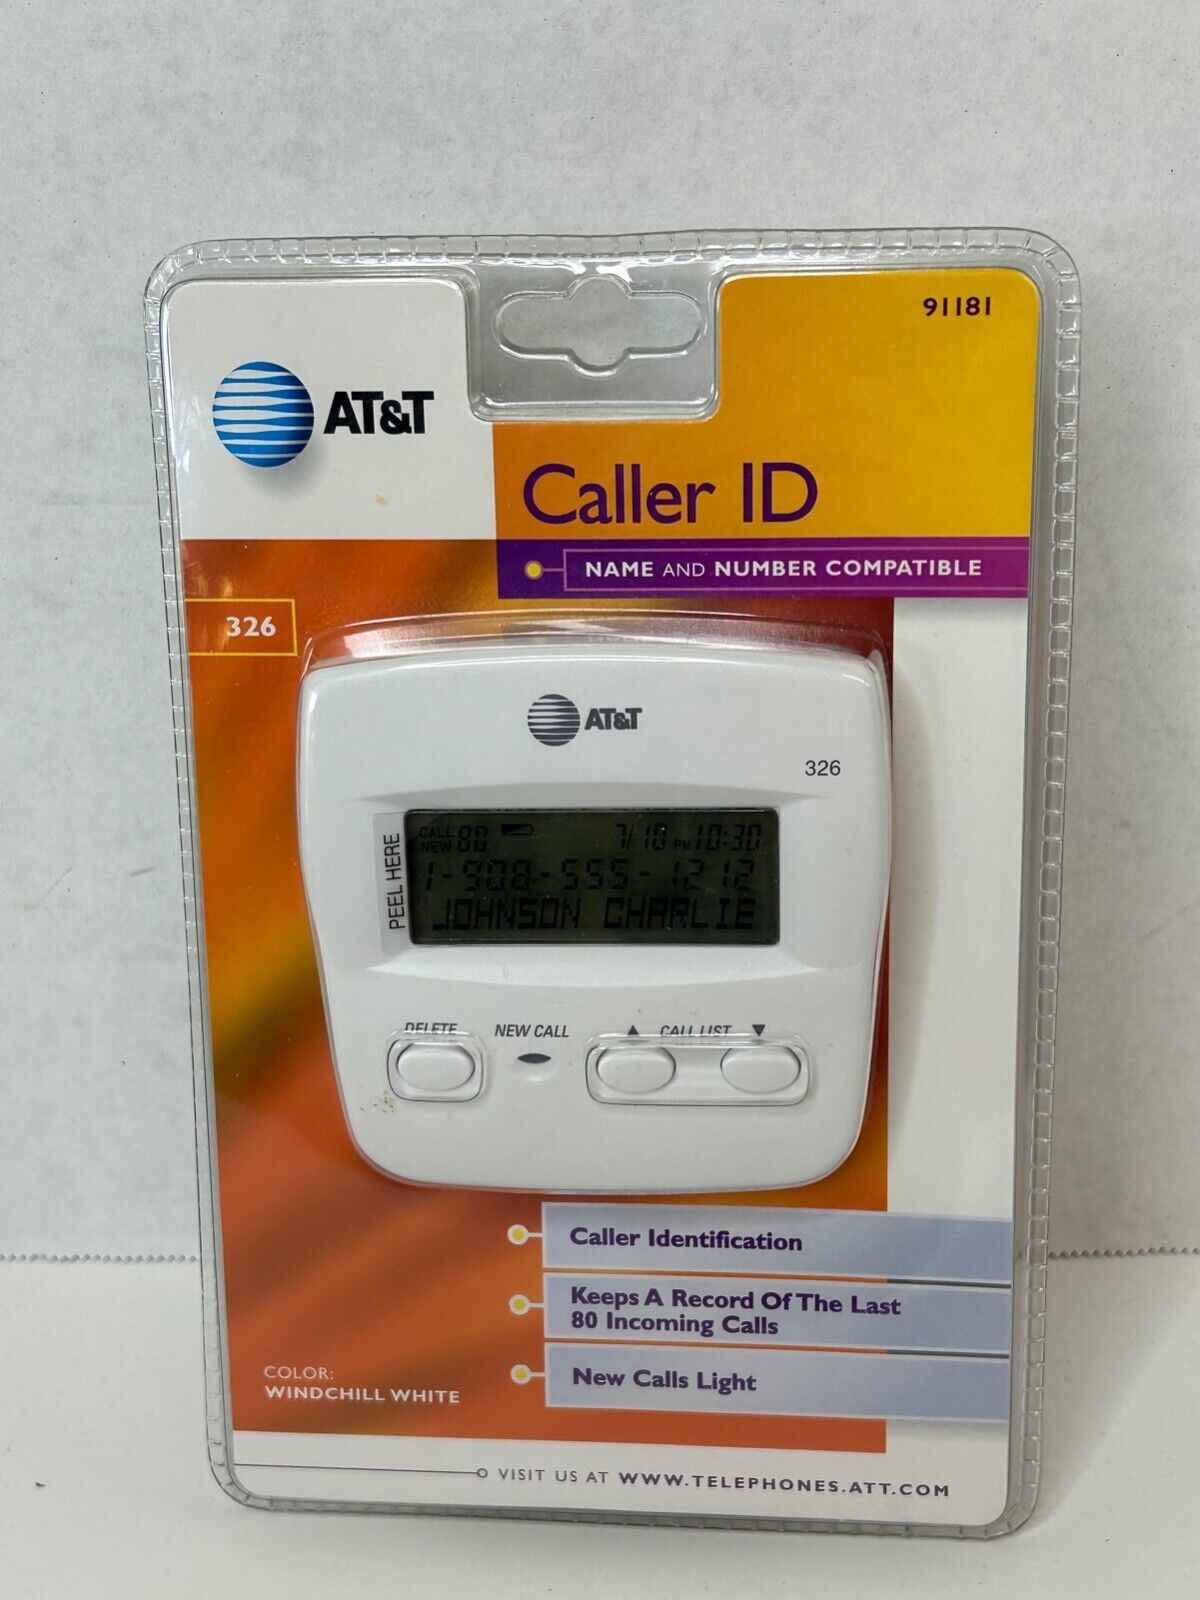 91181
AT&T
Caller ID
NAME AND NUMBER COMPATIBLE
326
AT&T
326
PEEL HERE
CALL NEW 80 7/10 PM 10:30
1-908-555-1212
JOHNSON CHARLIE
DELETE NEW CALL ▲ CALL LIST ▼
Caller Identification
Keeps A Record Of The Last
80 Incoming Calls
New Calls Light
COLOR:
WINDCHILL WHITE
VISIT US AT WWW.TELEPHONES.ATT.COM